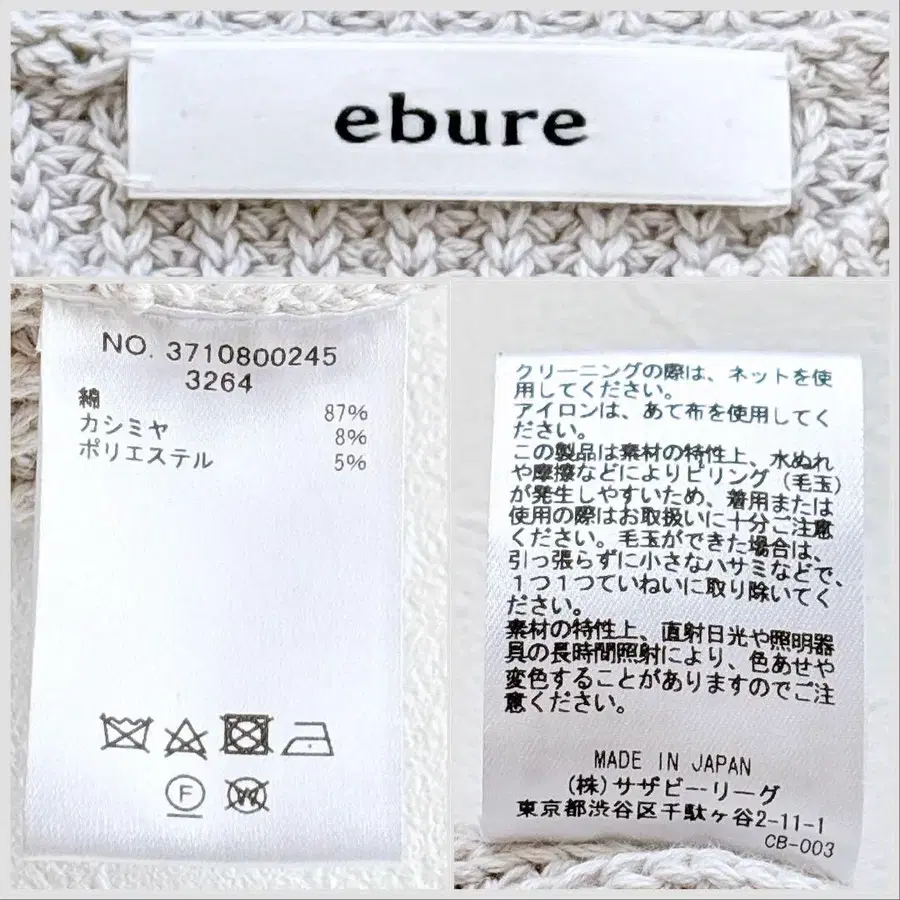 ebure
NO. 3710800245
3264
綿 87%
カシミヤ 8%
ポリエステル 5%
F
W
クリーニングの際は、ネットを使
用してください。
アイロンは、あて布を使用してく
ださい。
この製品は素材の特性上、水ぬれ
や摩擦などによりピリング（毛玉）
が発生しやすいため、着用または
使用の際はお取扱いに十分ご注意
ください。毛玉ができた場合は、
引っ張らずに小さなハサミなどで、
1つ1つていねいに取り除いてく
ださい。
素材の特性上、直射日光や照明器
具の長時間照射により、色あせや
変色することがありますのでご注
意ください。
MADE IN JAPAN
(株)サザビーリーグ
東京都渋谷区千駄ヶ谷2-11-1
CB-003